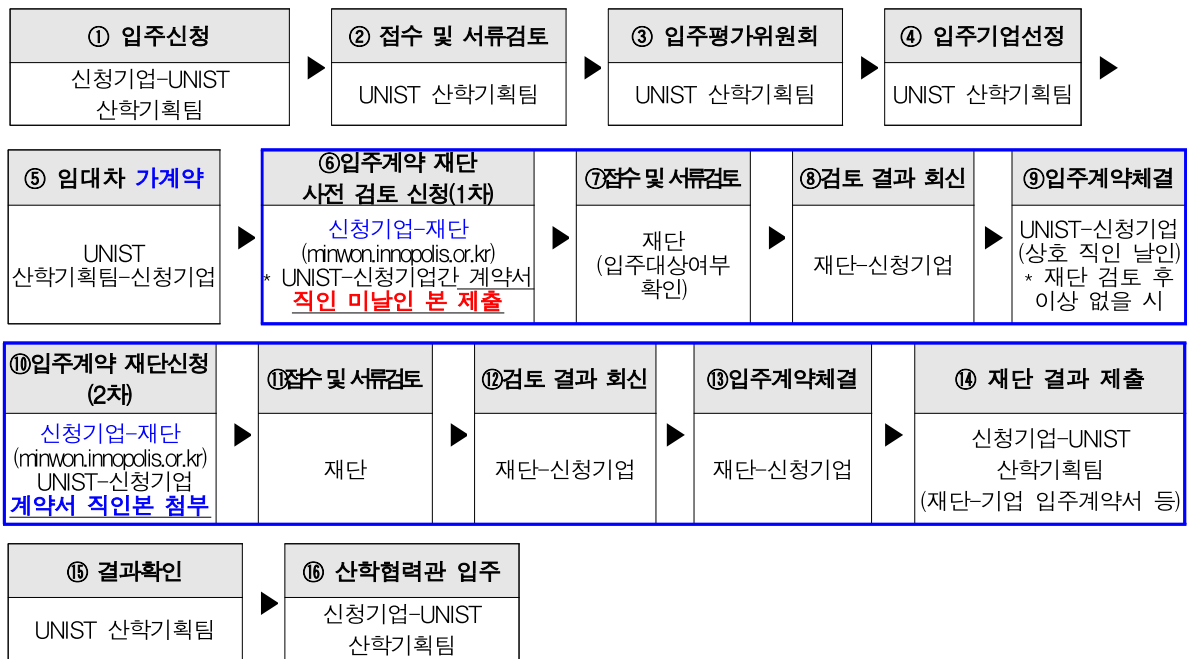 ① 입주신청
신청기업-UNIST
산학기획팀
② 접수 및 서류검토
UNIST 산학기획팀
③ 입주평가위원회
UNIST 산학기획팀
④ 입주기업선정
UNIST 산학기획팀
⑤ 임대차 가계약
UNIST
산학기획팀-신청기업
⑥입주계약 재단
사전 검토 신청(1차)
신청기업-재단
(minwon.innopolis.or.kr)
* UNIST-신청기업간 계약서
직인 미날인 본 제출
⑦접수 및 서류검토
재단
(입주대상여부
확인)
⑧검토 결과 회신
재단-신청기업
⑨입주계약체결
UNIST-신청기업
(상호 직인 날인)
* 재단 검토 후
이상 없을 시
⑩입주계약 재단신청
(2차)
신청기업-재단
(minwon.innopolis.or.kr)
UNIST-신청기업
계약서 직인본 첨부
⑪접수 및 서류검토
재단
⑫검토 결과 회신
재단-신청기업
⑬입주계약체결
재단-신청기업
⑭ 재단 결과 제출
신청기업-UNIST
산학기획팀
(재단-기업 입주계약서 등)
⑮ 결과확인
UNIST 산학기획팀
⑯ 산학협력관 입주
신청기업-UNIST
산학기획팀